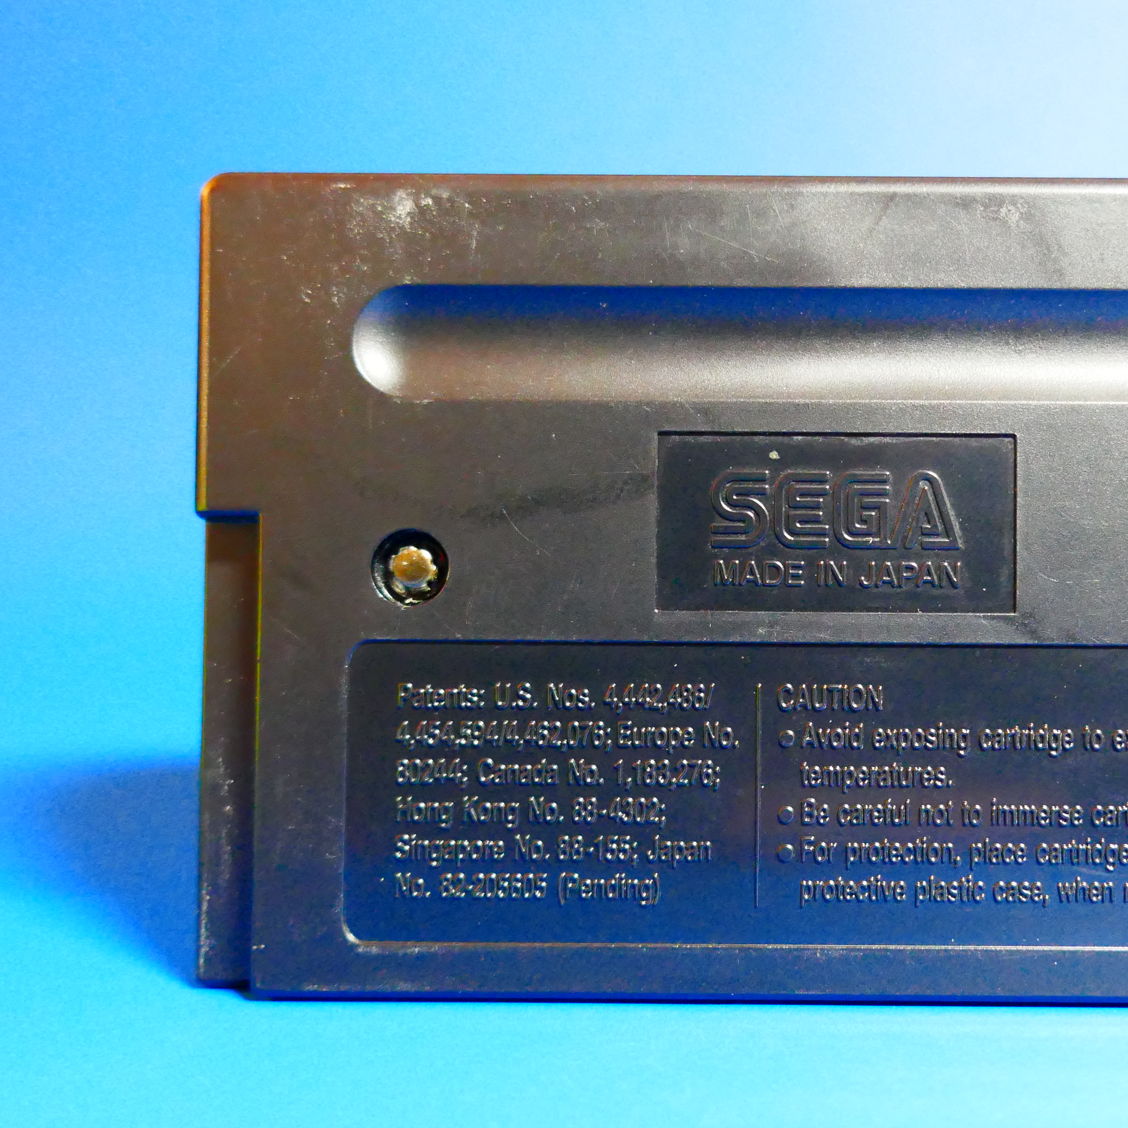 SEGA
MADE IN JAPAN
Patents: U.S. Nos. 4,442,486/
4,454,594/4,462,076; Europe No.
80244; Canada No. 1,183,276;
Hong Kong No. 88-4302;
Singapore No. 88-155; Japan
No. 82-205605 (Pending)
CAUTION
• Avoid exposing cartridge to
temperatures.
• Be careful not to immerse
• For protection, place cartridge
protective plastic case, when